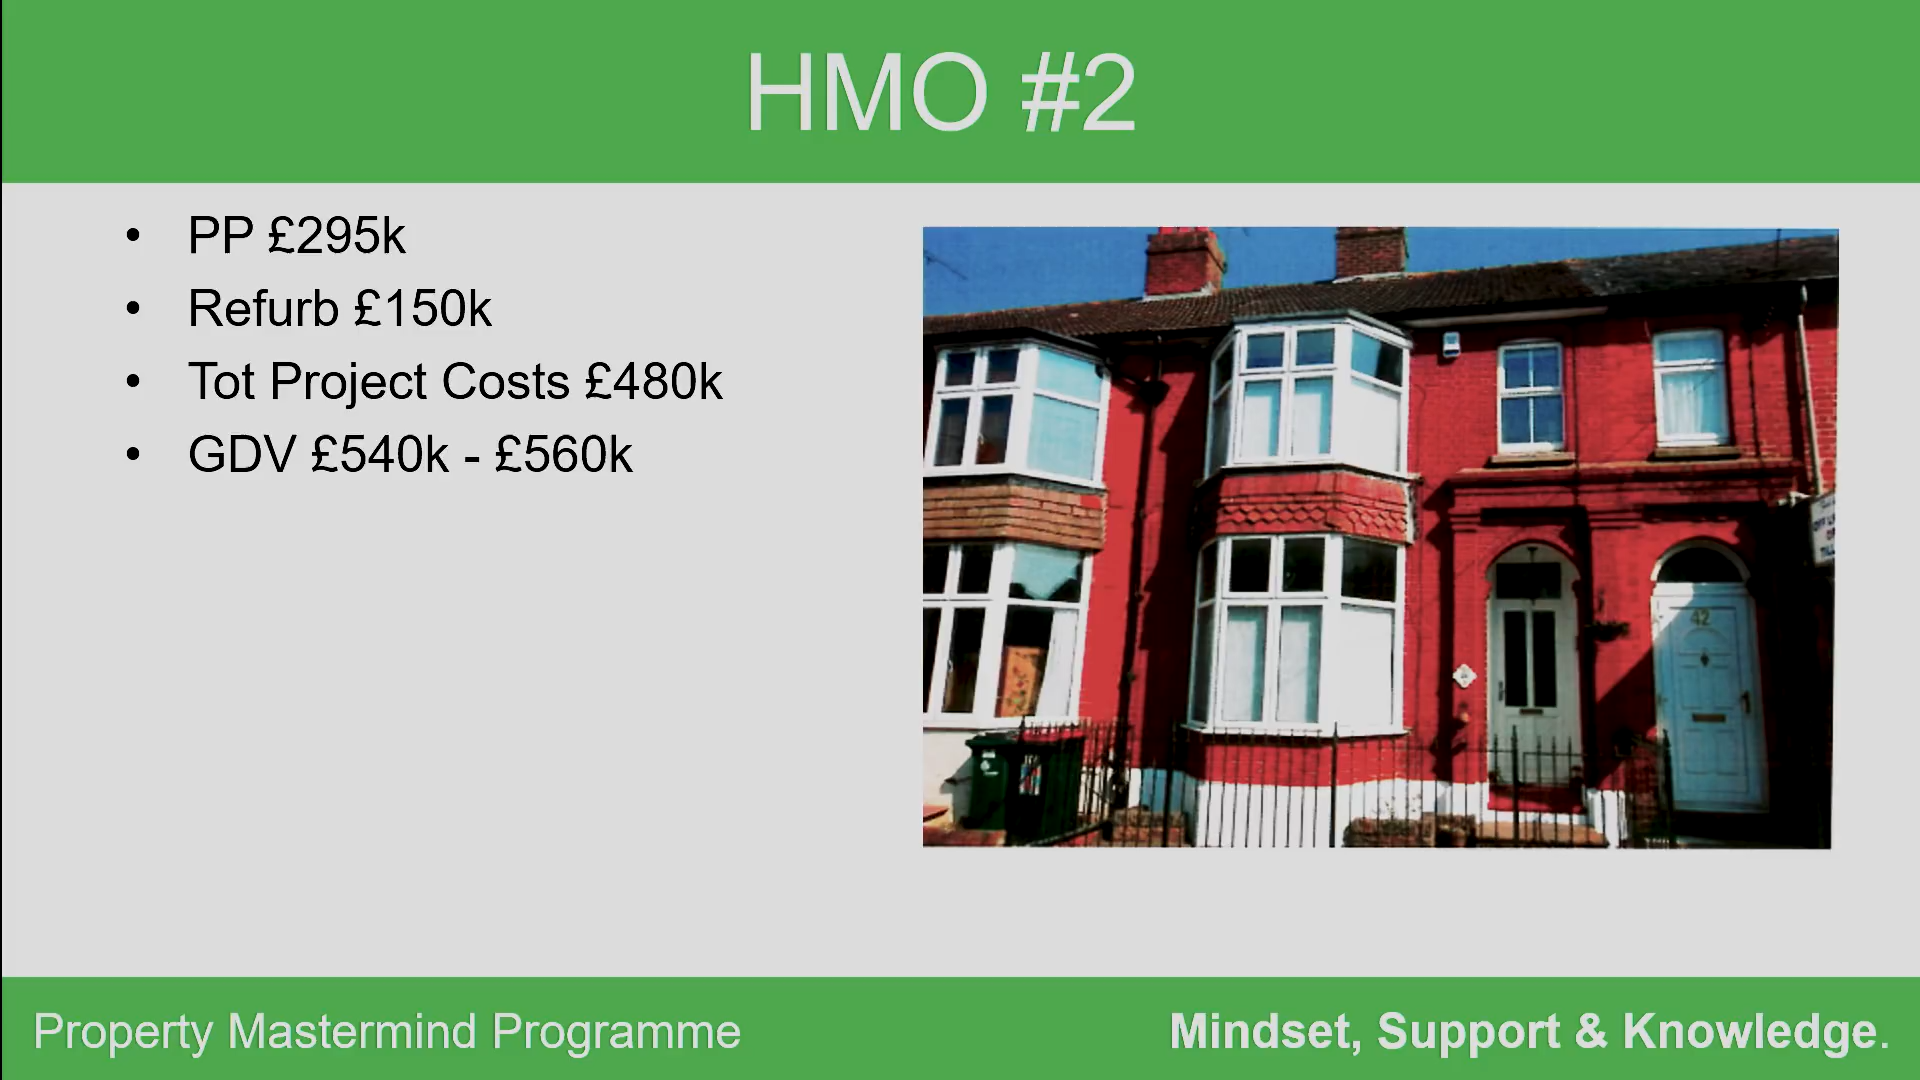 HMO #2
• PP £295k
• Refurb £150k
• Tot Project Costs £480k
• GDV £540k - £560k
42
Property Mastermind Programme
Mindset, Support & Knowledge.